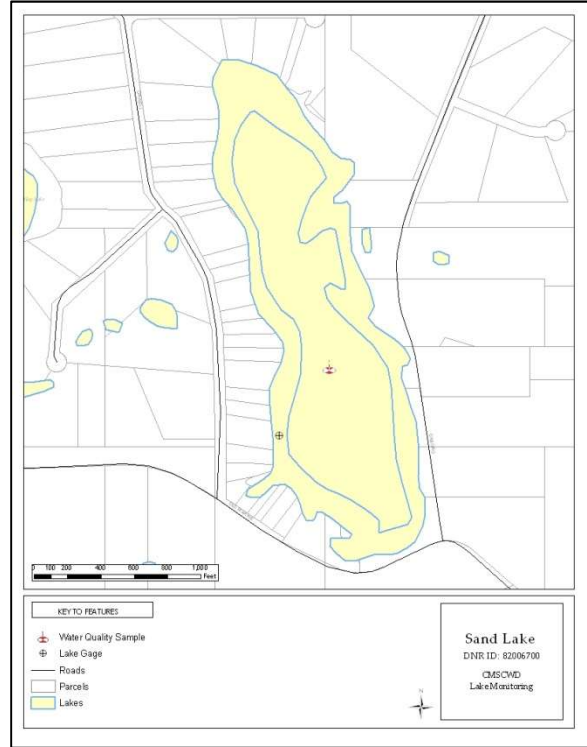 0 100 200 400 600 800 1,000
Feet
KEY TO FEATURES
Water Quality Sample
Lake Gage
Roads
Parcels
Lakes
N
Sand Lake
DNR ID: 82006700
CMSCWD
Lake Monitoring